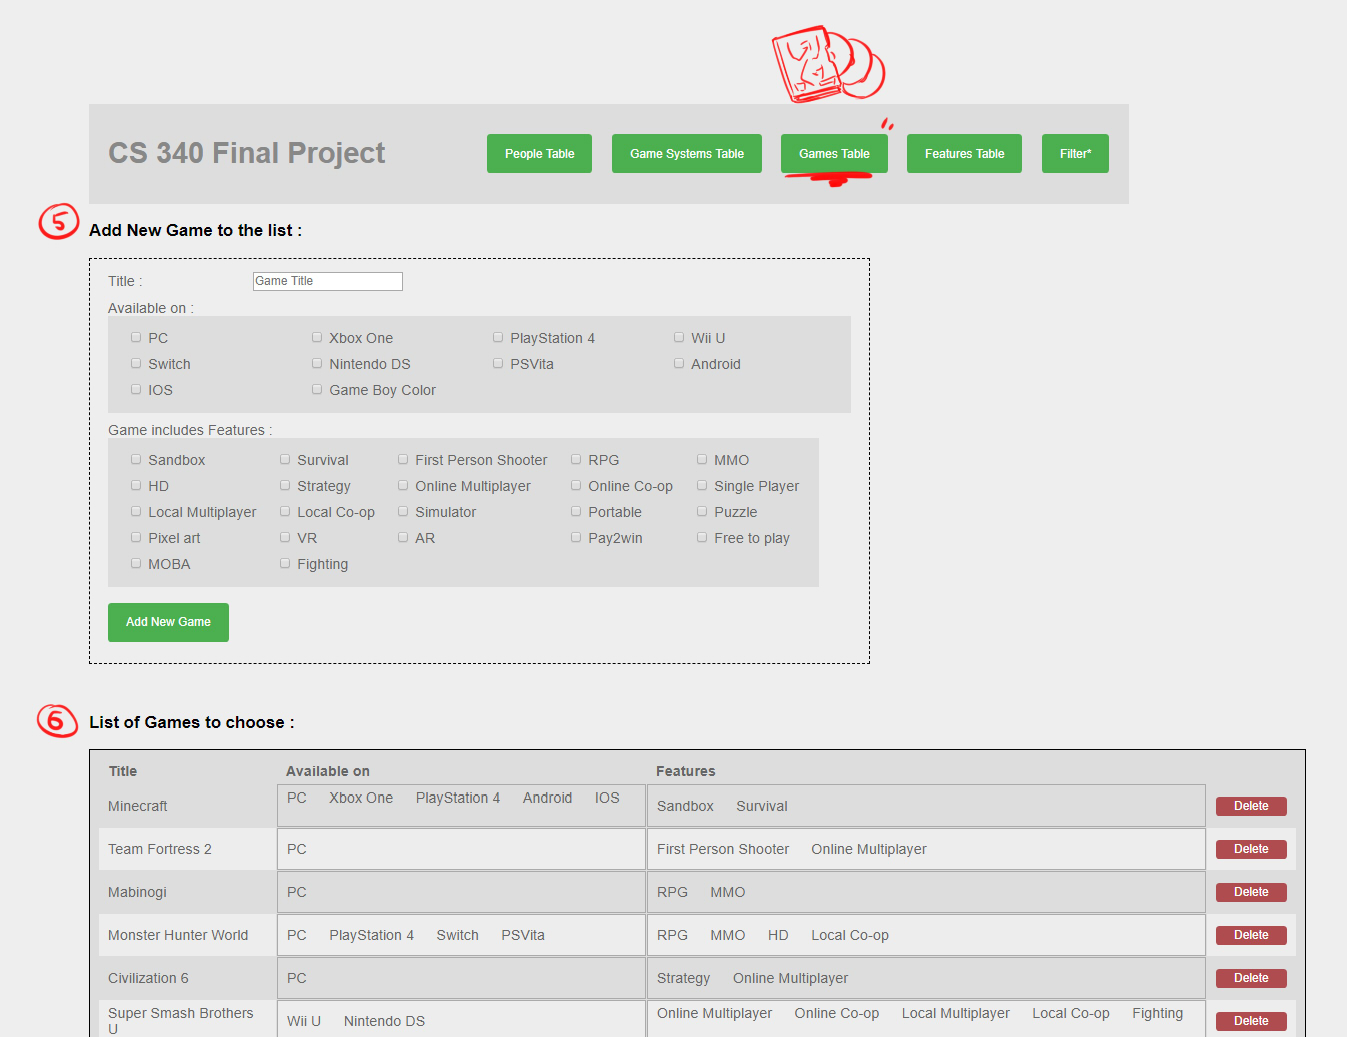 CS 340 Final Project People Table Game Systems Table Games Table Features Table Filter*
5 Add New Game to the list :
Title : Game Title
Available on :
PC Xbox One PlayStation 4 Wii U
Switch Nintendo DS PSVita Android
IOS Game Boy Color
Game includes Features :
Sandbox Survival First Person Shooter RPG MMO
HD Strategy Online Multiplayer Online Co-op Single Player
Local Multiplayer Local Co-op Simulator Portable Puzzle
Pixel art VR AR Pay2win Free to play
MOBA Fighting
Add New Game
6 List of Games to choose :
Title Available on Features
Minecraft PC Xbox One PlayStation 4 Android IOS Sandbox Survival Delete
Team Fortress 2 PC First Person Shooter Online Multiplayer Delete
Mabinogi PC RPG MMO Delete
Monster Hunter World PC PlayStation 4 Switch PSVita RPG MMO HD Local Co-op Delete
Civilization 6 PC Strategy Online Multiplayer Delete
Super Smash Brothers
U Wii U Nintendo DS Online Multiplayer Online Co-op Local Multiplayer Local Co-op Fighting Delete